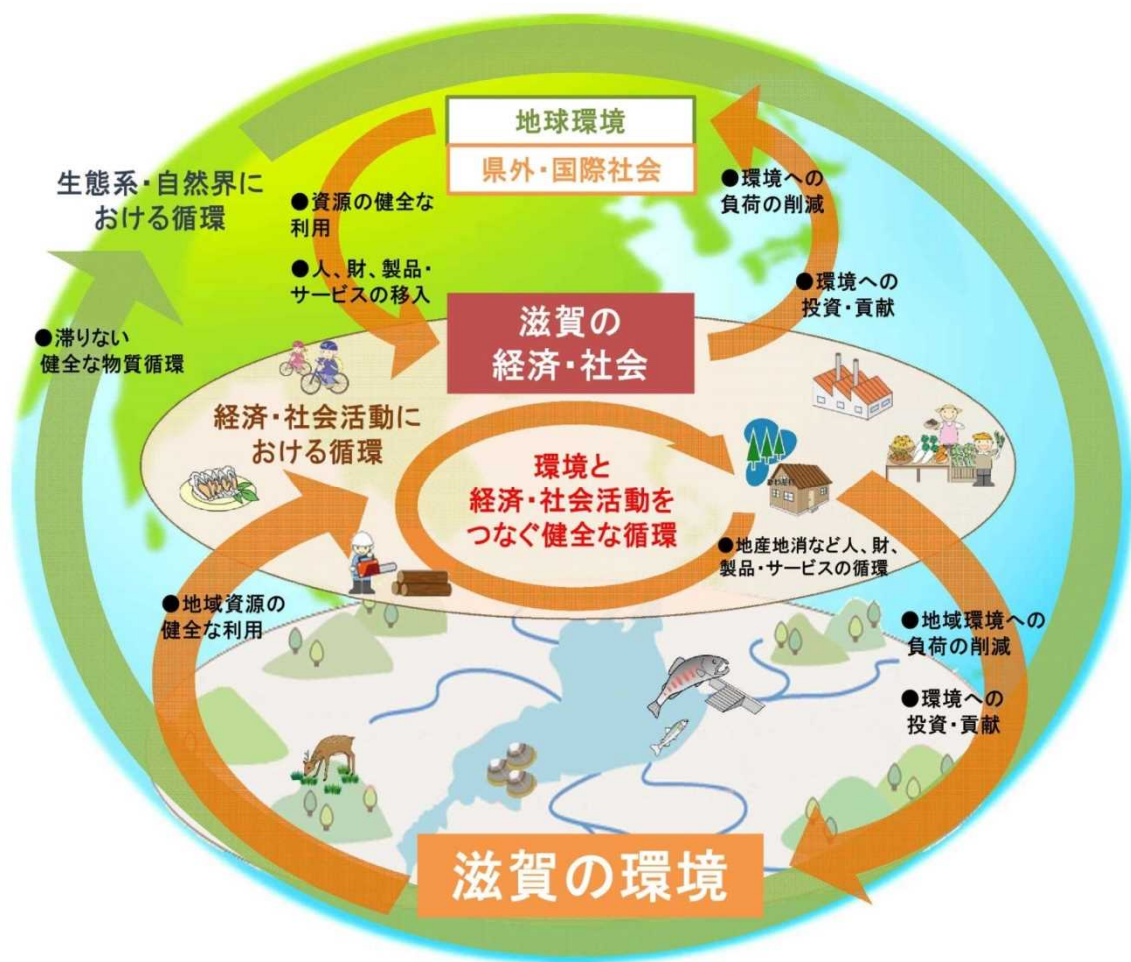 地球環境
県外・国際社会
生態系・自然界に
おける循環
●資源の健全な
利用
●人、財、製品・
サービスの移入
●環境への
負荷の削減
●環境への
投資・貢献
●滞りない
健全な物質循環
滋賀の
経済・社会
経済・社会活動に
おける循環
環境と
経済・社会活動を
つなぐ健全な循環
●地産地消など人、財、
製品・サービスの循環
●地域資源の
健全な利用
●地域環境への
負荷の削減
●環境への
投資・貢献
滋賀の環境